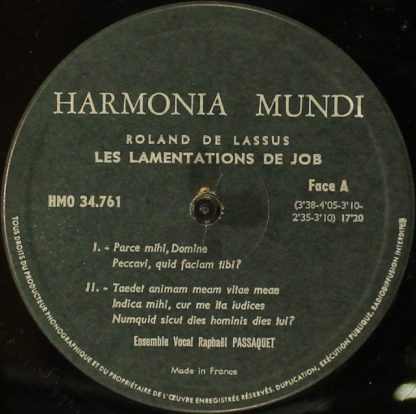 HARMONIA MUNDI
ROLAND DE LASSUS
LES LAMENTATIONS DE JOB
HMO 34.761
Face A
(3'38-4'05-3'10-
2'35-3'10) 17'20
I. - Parce mihi, Domine
Peccavi, quid faciam tibi?
II. - Taedet animam meam vitae meae
Indica mihi, cur me ita iudices
Numquid sicut dies hominis dies tui?
Ensemble Vocal Raphaël PASSAQUET
Made in France
TOUS DROITS DU PRODUCTEUR PHONOGRAPHIQUE ET DU PROPRIÉTAIRE DE L'ŒUVRE ENREGISTRÉE RÉSERVÉS. DUPLICATION, EXÉCUTION PUBLIQUE, RADIODIFFUSION INTERDITES